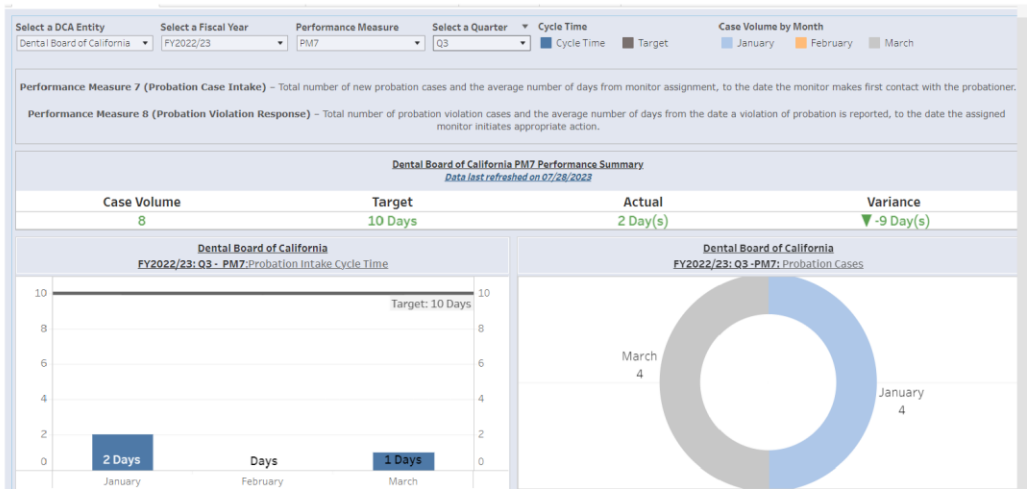 Select a DCA Entity
Select a Fiscal Year
Performance Measure
Select a Quarter
Cycle Time
Case Volume by Month
Dental Board of California
FY2022/23
PM7
Q3
Cycle Time
Target
January
February
March
Performance Measure 7 (Probation Case Intake) – Total number of new probation cases and the average number of days from monitor assignment, to the date the monitor makes first contact with the probationer.
Performance Measure 8 (Probation Violation Response) – Total number of probation violation cases and the average number of days from the date a violation of probation is reported, to the date the assigned
monitor initiates appropriate action.
Dental Board of California PM7 Performance Summary
Data last refreshed on 07/28/2023
Case Volume
Target
Actual
Variance
8
10 Days
2 Day(s)
▼ -9 Day(s)
Dental Board of California
FY2022/23: Q3 - PM7:Probation Intake Cycle Time
10
8
6
4
2
0
Target: 10 Days
10
8
6
4
2
0
2 Days
Days
1 Days
January
February
March
Dental Board of California
FY2022/23: Q3 -PM7: Probation Cases
March
4
January
4